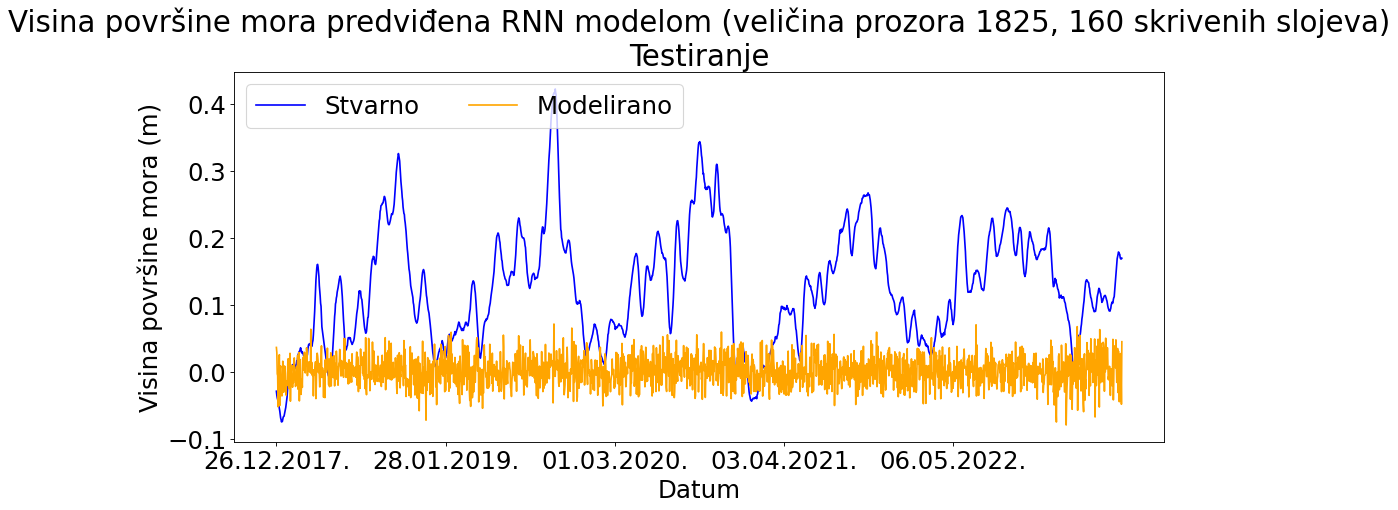 Visina površine mora predviđena RNN modelom (veličina prozora 1825, 160 skrivenih slojeva)
Testiranje
Stvarno
Modelirano
Visina površine mora (m)
0.4
0.3
0.2
0.1
0.0
−0.1
26.12.2017.
28.01.2019.
01.03.2020.
03.04.2021.
06.05.2022.
Datum